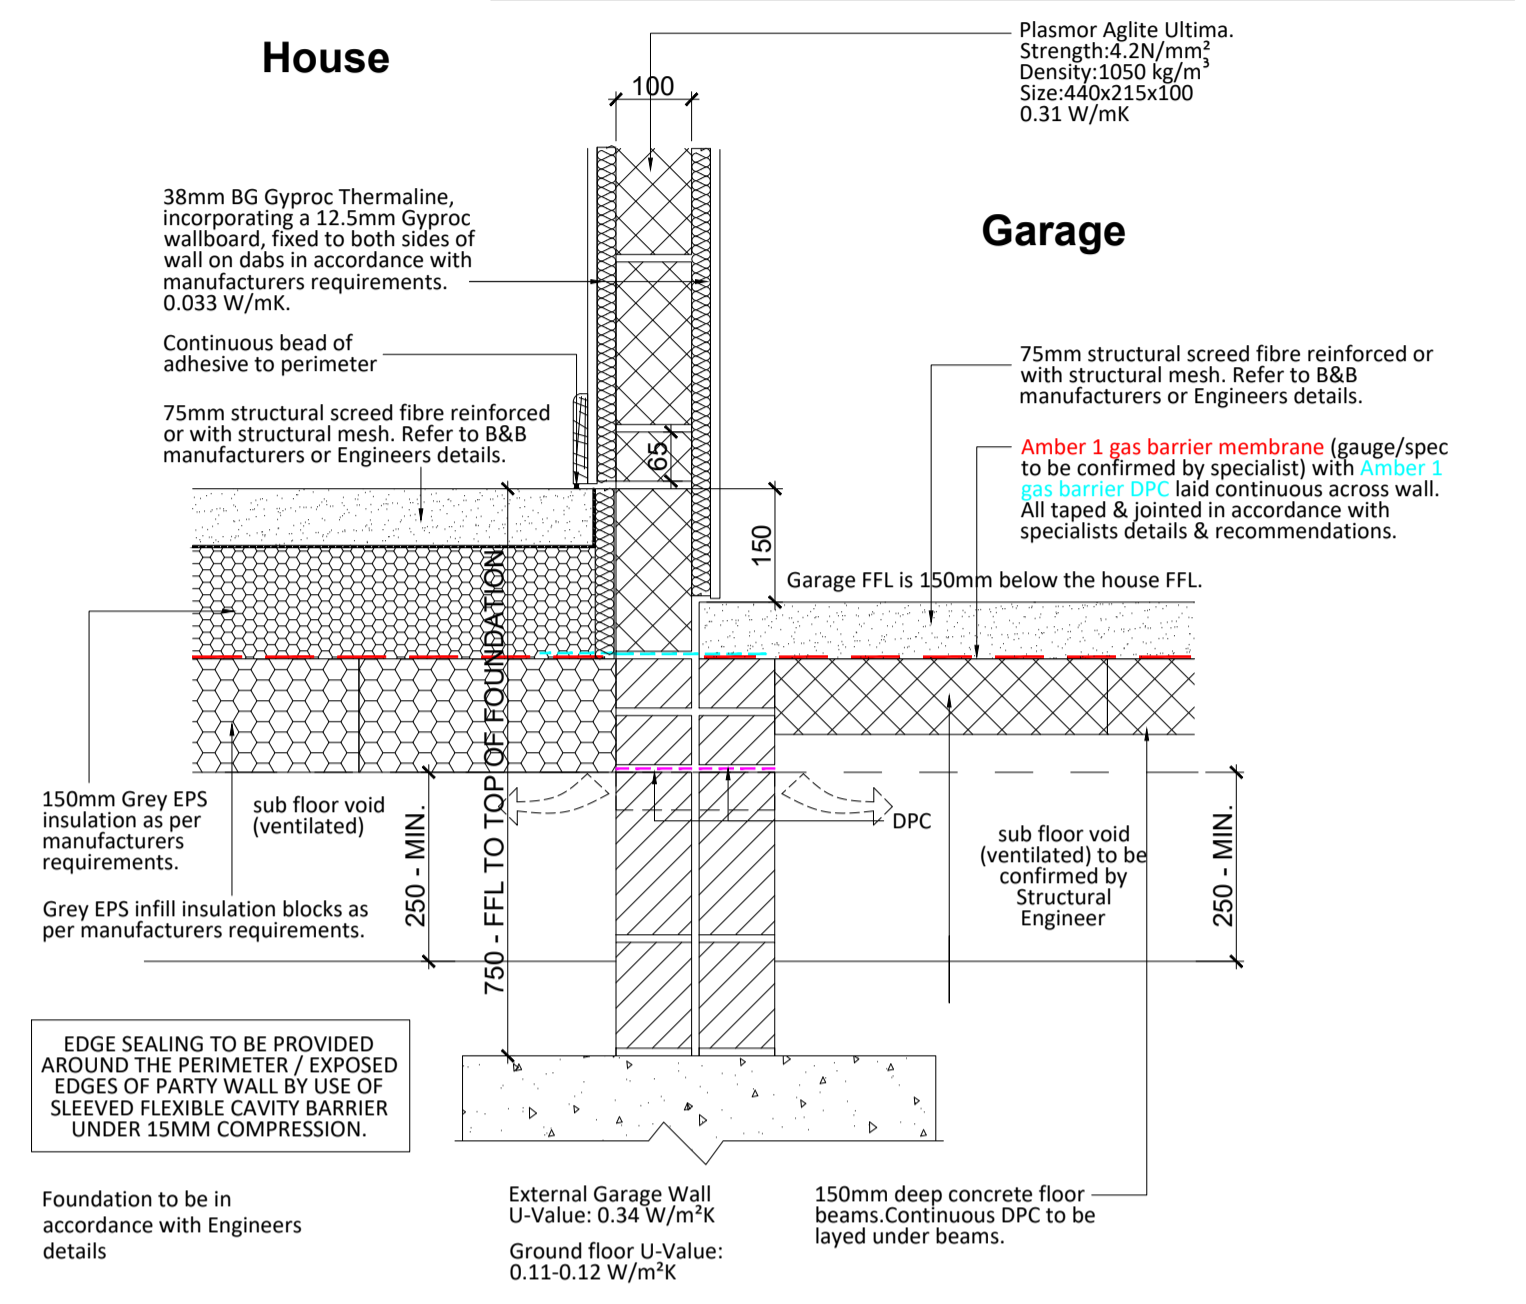 House
Plasmor Aglite Ultima.
Strength:4.2N/mm²
Density:1050 kg/m³
Size:440x215x100
0.31 W/mK
100
38mm BG Gyproc Thermaline,
incorporating a 12.5mm Gyproc
wallboard, fixed to both sides of
wall on dabs in accordance with
manufacturers requirements.
0.033 W/mK.
Garage
Continuous bead of
adhesive to perimeter
75mm structural screed fibre reinforced
or with structural mesh. Refer to B&B
manufacturers or Engineers details.
65
75mm structural screed fibre reinforced or
with structural mesh. Refer to B&B
manufacturers or Engineers details.
Amber 1 gas barrier membrane (gauge/spec
to be confirmed by specialist) with Amber 1
gas barrier DPC laid continuous across wall.
All taped & jointed in accordance with
specialists details & recommendations.
150
Garage FFL is 150mm below the house FFL.
750 - FFL TO TOP OF FOUNDATION
150mm Grey EPS
insulation as per
manufacturers
requirements.
sub floor void
(ventilated)
250 - MIN.
DPC
sub floor void
(ventilated) to be
confirmed by
Structural
Engineer
250 - MIN.
Grey EPS infill insulation blocks as
per manufacturers requirements.
EDGE SEALING TO BE PROVIDED
AROUND THE PERIMETER / EXPOSED
EDGES OF PARTY WALL BY USE OF
SLEEVED FLEXIBLE CAVITY BARRIER
UNDER 15MM COMPRESSION.
Foundation to be in
accordance with Engineers
details
External Garage Wall
U-Value: 0.34 W/m²K
Ground floor U-Value:
0.11-0.12 W/m²K
150mm deep concrete floor
beams.Continuous DPC to be
layed under beams.